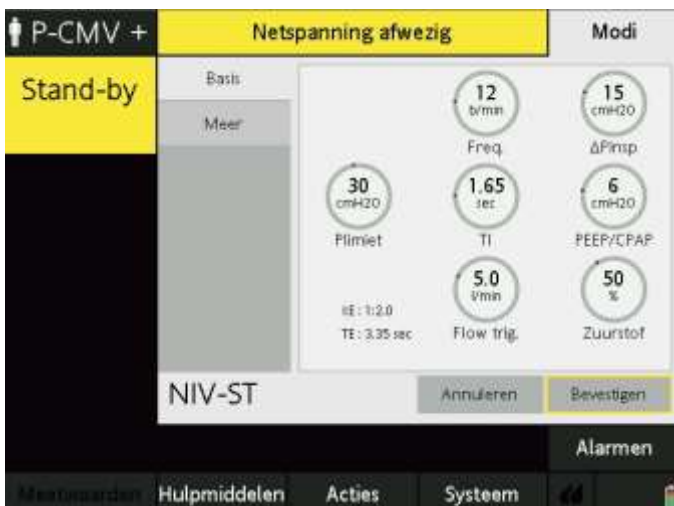 P-CMV +
Netspanning afwezig
Modi
Stand-by
Basis
Meer
12
b/min
Freq.
15
cmH2O
ΔPinsp
30
cmH2O
Plimiet
1.65
sec
TI
6
cmH2O
PEEP/CPAP
I:E : 1:2.0
TE : 3.35 sec
5.0
l/min
Flow trig.
50
%
Zuurstof
NIV-ST
Annuleren
Bevestigen
Alarmen
Meetwaarden
Hulpmiddelen
Acties
Systeem